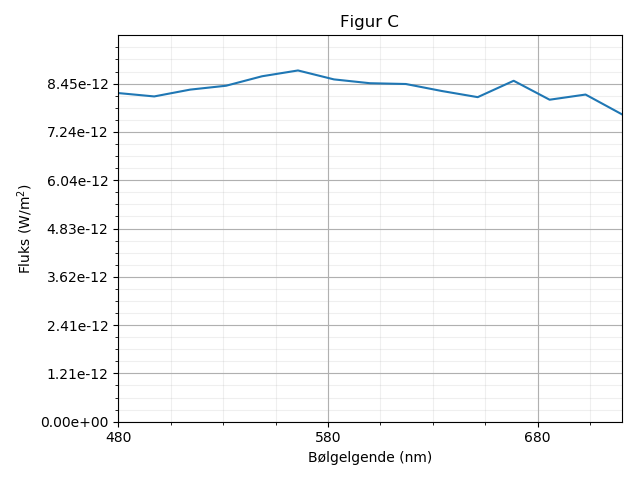 Figur C
8.45e-12
7.24e-12
6.04e-12
4.83e-12
3.62e-12
2.41e-12
1.21e-12
0.00e+00
Fluks (W/m²)
480 580 680
Bølgelgende (nm)